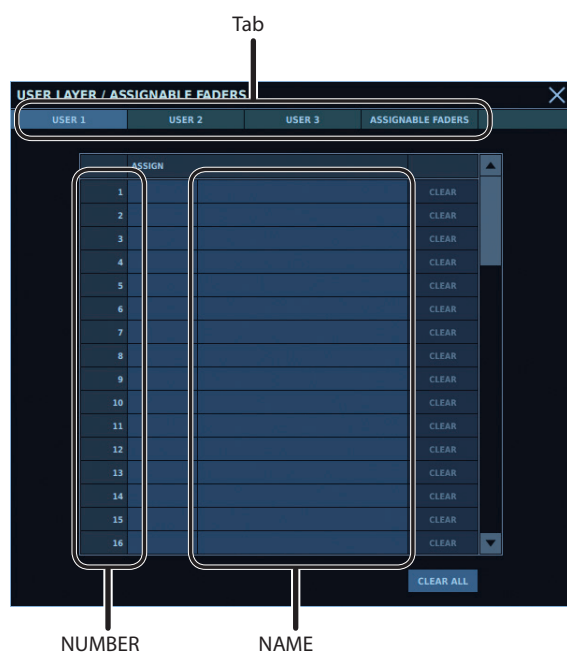 Tab
USER LAYER / ASSIGNABLE FADERS
USER 1 USER 2 USER 3 ASSIGNABLE FADERS
ASSIGN
1 CLEAR
2 CLEAR
3 CLEAR
4 CLEAR
5 CLEAR
6 CLEAR
7 CLEAR
8 CLEAR
9 CLEAR
10 CLEAR
11 CLEAR
12 CLEAR
13 CLEAR
14 CLEAR
15 CLEAR
16 CLEAR
CLEAR ALL
NUMBER NAME